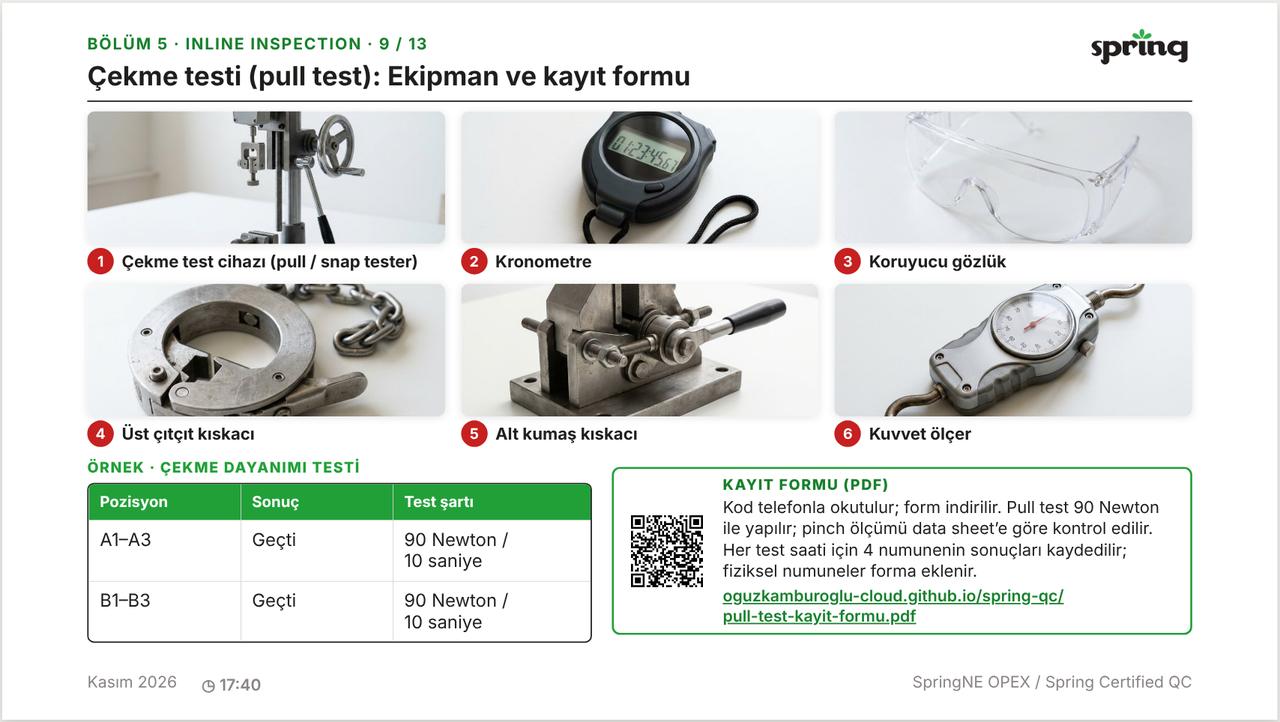 BÖLÜM 5 · INLINE INSPECTION · 9 / 13
spring
Çekme testi (pull test): Ekipman ve kayıt formu
01:23:45.67
1 Çekme test cihazı (pull / snap tester)
2 Kronometre
3 Koruyucu gözlük
4 Üst çıtçıt kıskacı
5 Alt kumaş kıskacı
6 Kuvvet ölçer
ÖRNEK · ÇEKME DAYANIMI TESTİ
Pozisyon Sonuç Test şartı
A1–A3 Geçti 90 Newton /
10 saniye
B1–B3 Geçti 90 Newton /
10 saniye
KAYIT FORMU (PDF)
Kod telefonla okutulur; form indirilir. Pull test 90 Newton
ile yapılır; pinch ölçümü data sheet’e göre kontrol edilir.
Her test saati için 4 numunenin sonuçları kaydedilir;
fiziksel numuneler forma eklenir.
oguzkamburoglu-cloud.github.io/spring-qc/
pull-test-kayit-formu.pdf
Kasım 2026 17:40
SpringNE OPEX / Spring Certified QC